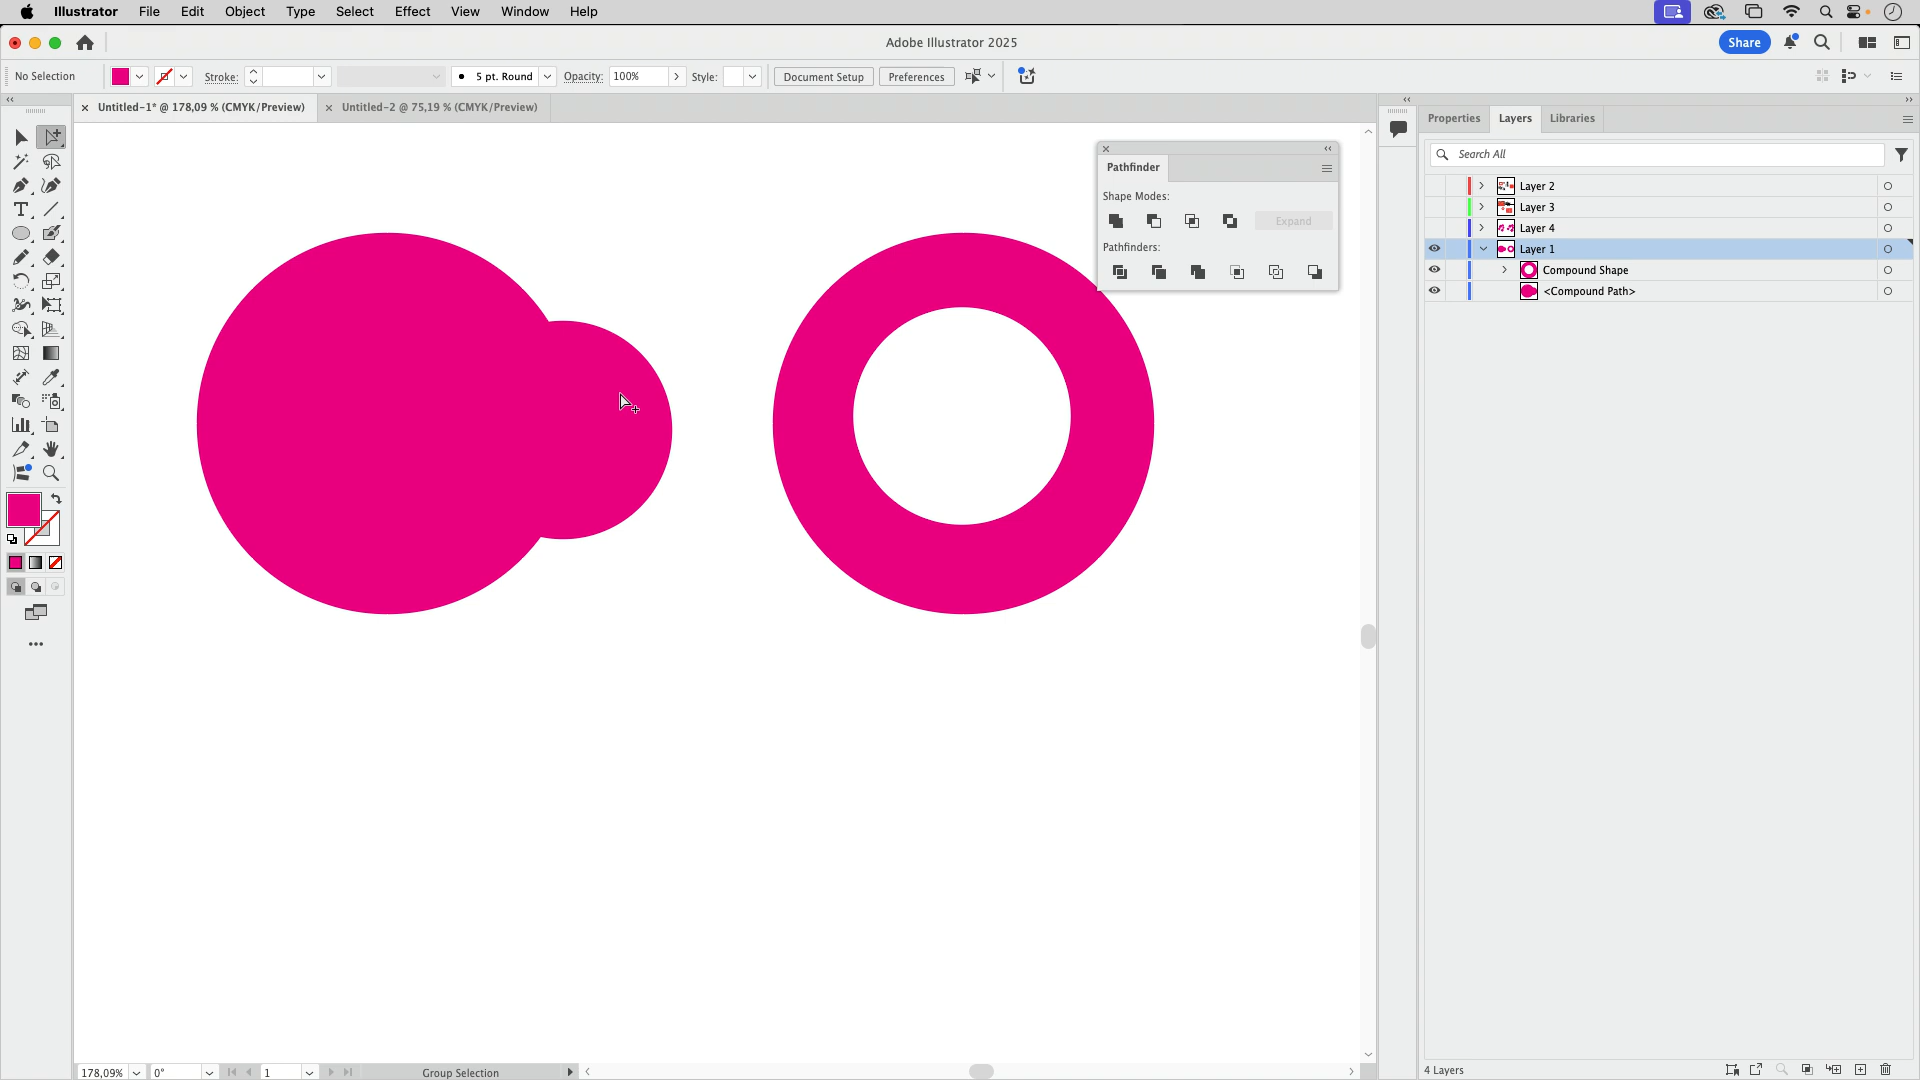 Illustrator File Edit Object Type Select Effect View Window Help
Adobe Illustrator 2025
Share
No Selection
Stroke:
5 pt. Round
Opacity: 100%
Style:
Document Setup
Preferences
Untitled-1* @ 178,09 % (CMYK/Preview)
Untitled-2 @ 75,19 % (CMYK/Preview)
Pathfinder
Shape Modes:
Expand
Pathfinders:
Properties
Layers
Libraries
Search All
Layer 2
Layer 3
Layer 4
Layer 1
Compound Shape
<Compound Path>
178,09%
0°
1
Group Selection
4 Layers